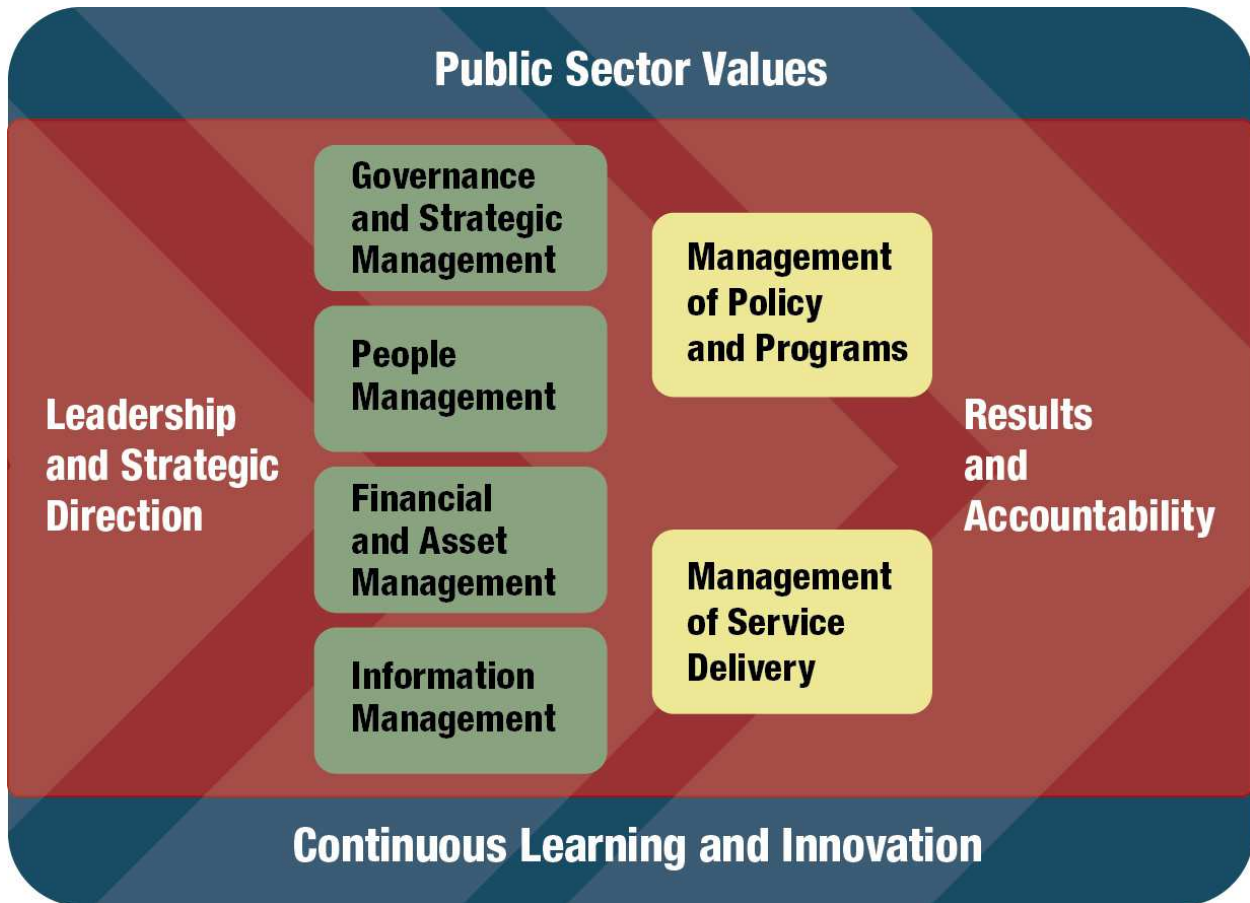 Public Sector Values
Leadership
and Strategic
Direction
Governance
and Strategic
Management
People
Management
Financial
and Asset
Management
Information
Management
Management
of Policy
and Programs
Management
of Service
Delivery
Results
and
Accountability
Continuous Learning and Innovation